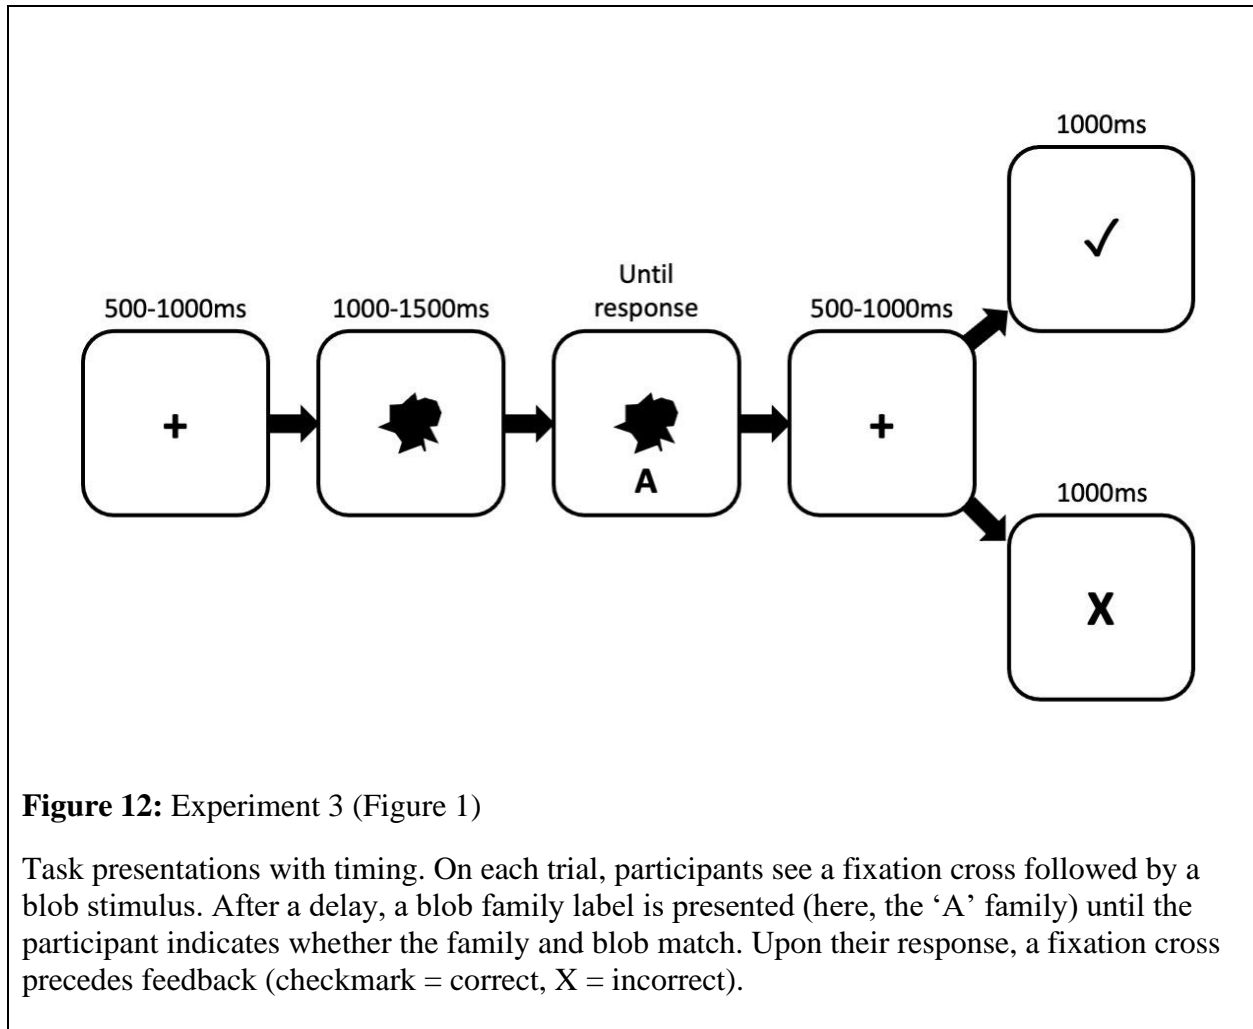 1000ms
✓
Until
response
500-1000ms
1000-1500ms
500-1000ms
+
A
+
1000ms
X
Figure 12: Experiment 3 (Figure 1)
Task presentations with timing. On each trial, participants see a fixation cross followed by a
blob stimulus. After a delay, a blob family label is presented (here, the ‘A’ family) until the
participant indicates whether the family and blob match. Upon their response, a fixation cross
precedes feedback (checkmark = correct, X = incorrect).